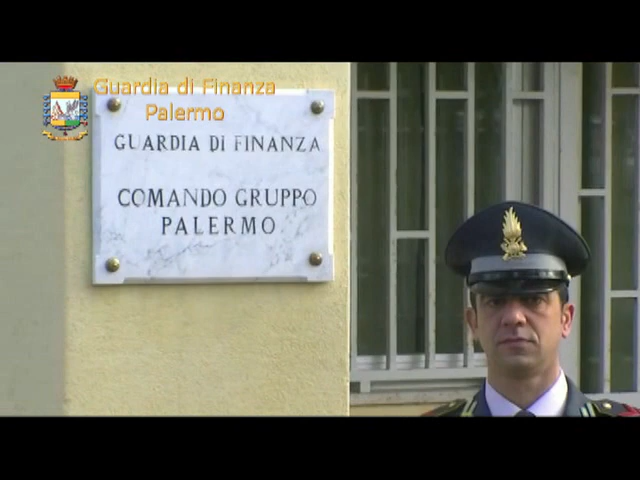 Guardia di Finanza
Palermo
GUARDIA DI FINANZA
COMANDO GRUPPO
PALERMO